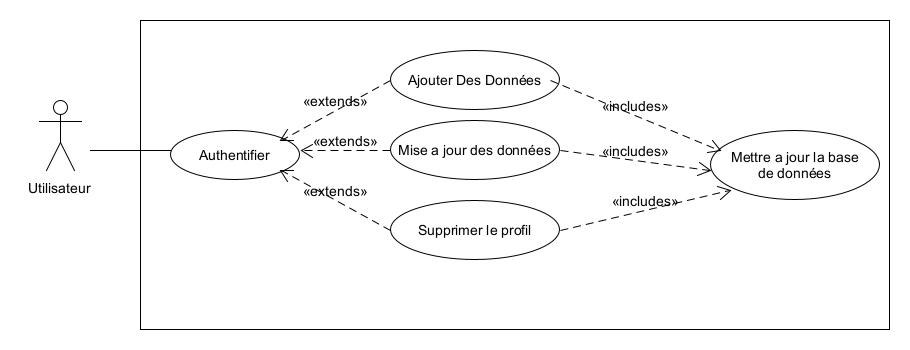 Ajouter Des Données
«extends»
«includes»
Utilisateur
Authentifier
«extends»
Mise a jour des données
«includes»
Mettre a jour la base
de données
«extends»
Supprimer le profil
«includes»